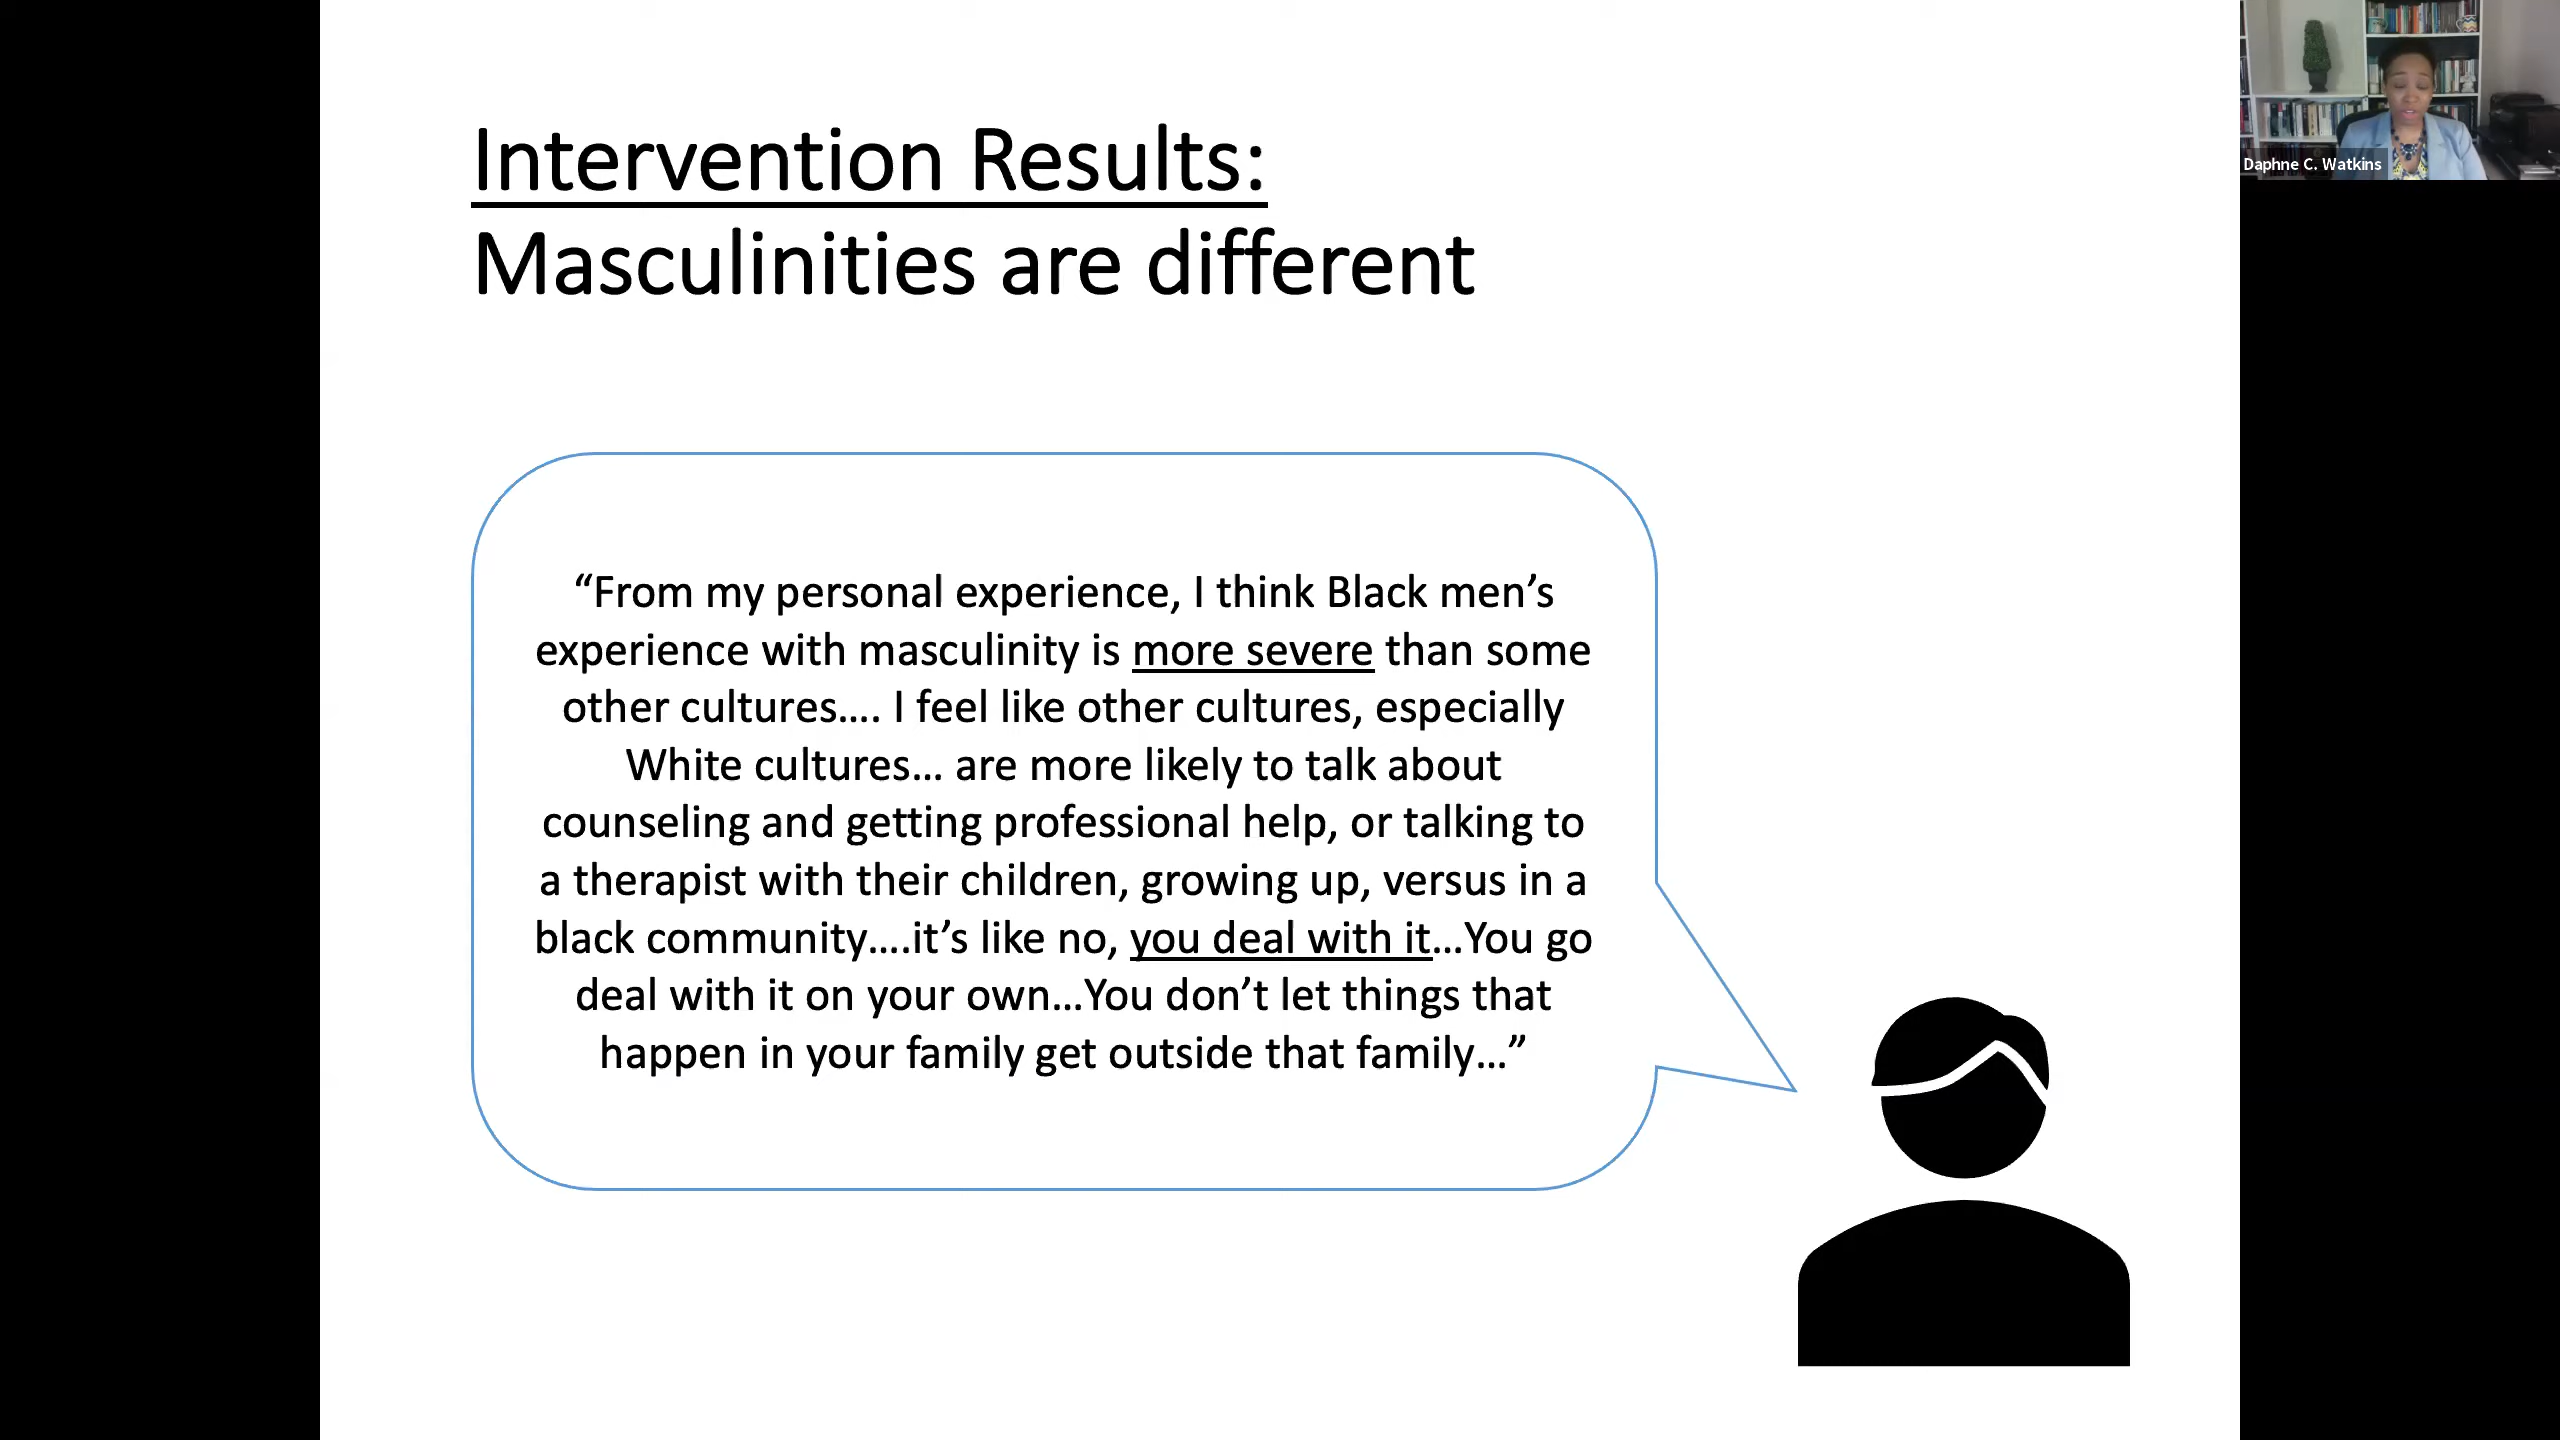 Intervention Results:
Masculinities are different
“From my personal experience, I think Black men’s
experience with masculinity is more severe than some
other cultures.... I feel like other cultures, especially
White cultures... are more likely to talk about
counseling and getting professional help, or talking to
a therapist with their children, growing up, versus in a
black community....it’s like no, you deal with it...You go
deal with it on your own...You don’t let things that
happen in your family get outside that family...”
Daphne C. Watkins